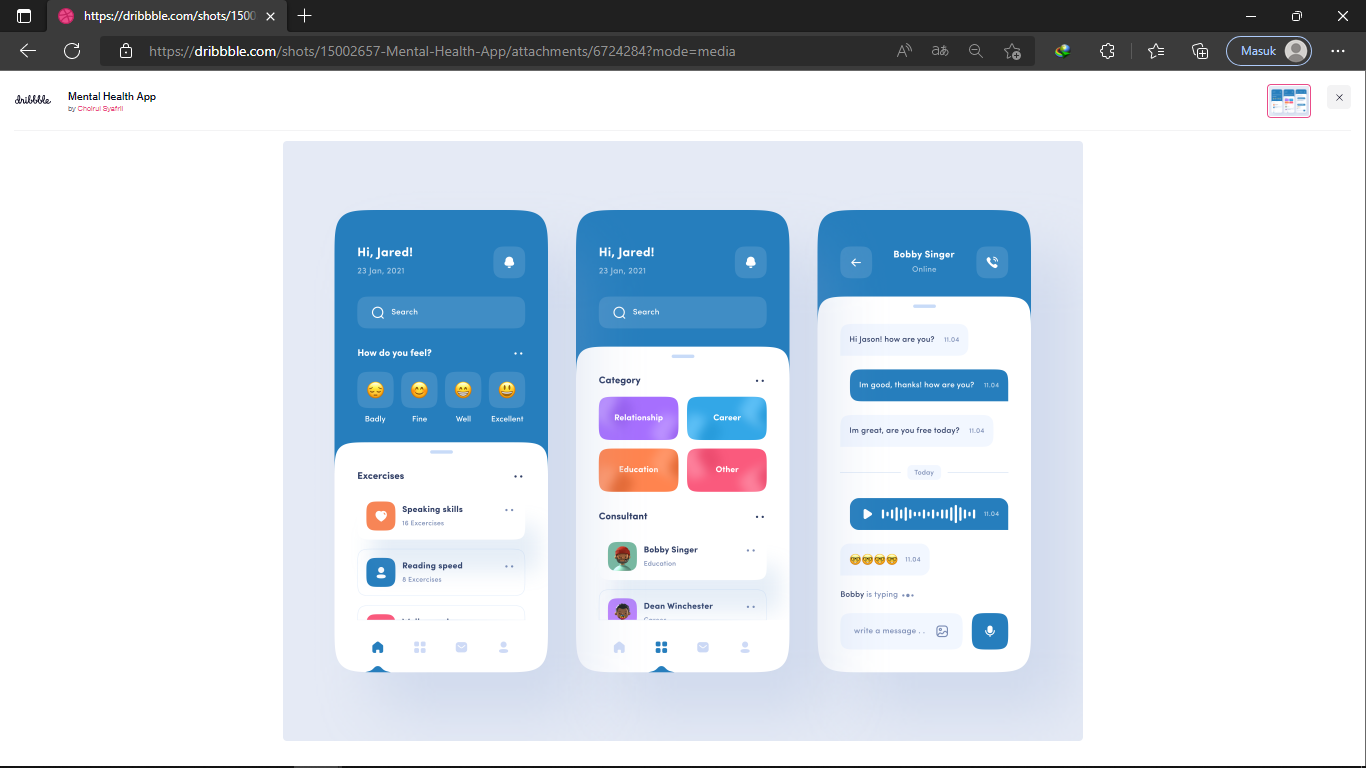 https://dribbble.com/shots/1500
https://dribbble.com/shots/15002657-Mental-Health-App/attachments/6724284?mode=media
Masuk
dribbble
Mental Health App
by Choirul Syafril
Hi, Jared!
23 Jan, 2021
Search
How do you feel?
Badly
Fine
Well
Excellent
Excercises
Speaking skills
16 Excercises
Reading speed
8 Excercises
Hi, Jared!
23 Jan, 2021
Search
Category
Relationship
Career
Education
Other
Consultant
Bobby Singer
Education
Dean Winchester
Bobby Singer
Online
Hi Jason! how are you? 11.04
Im good, thanks! how are you? 11.04
Im great, are you free today? 11.04
Today
11.04
11.04
Bobby is typing
write a message . .